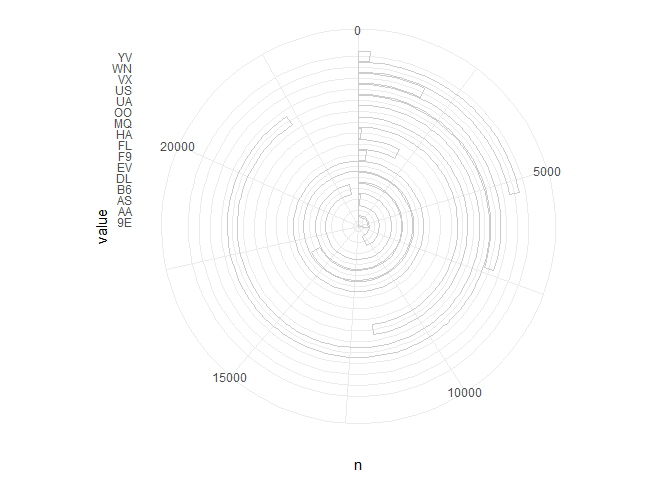 0
YV
WN
VX
US
UA
OO
MQ
HA
FL
F9
EV
DL
B6
AS
AA
9E
value
20000
5000
15000
10000
n